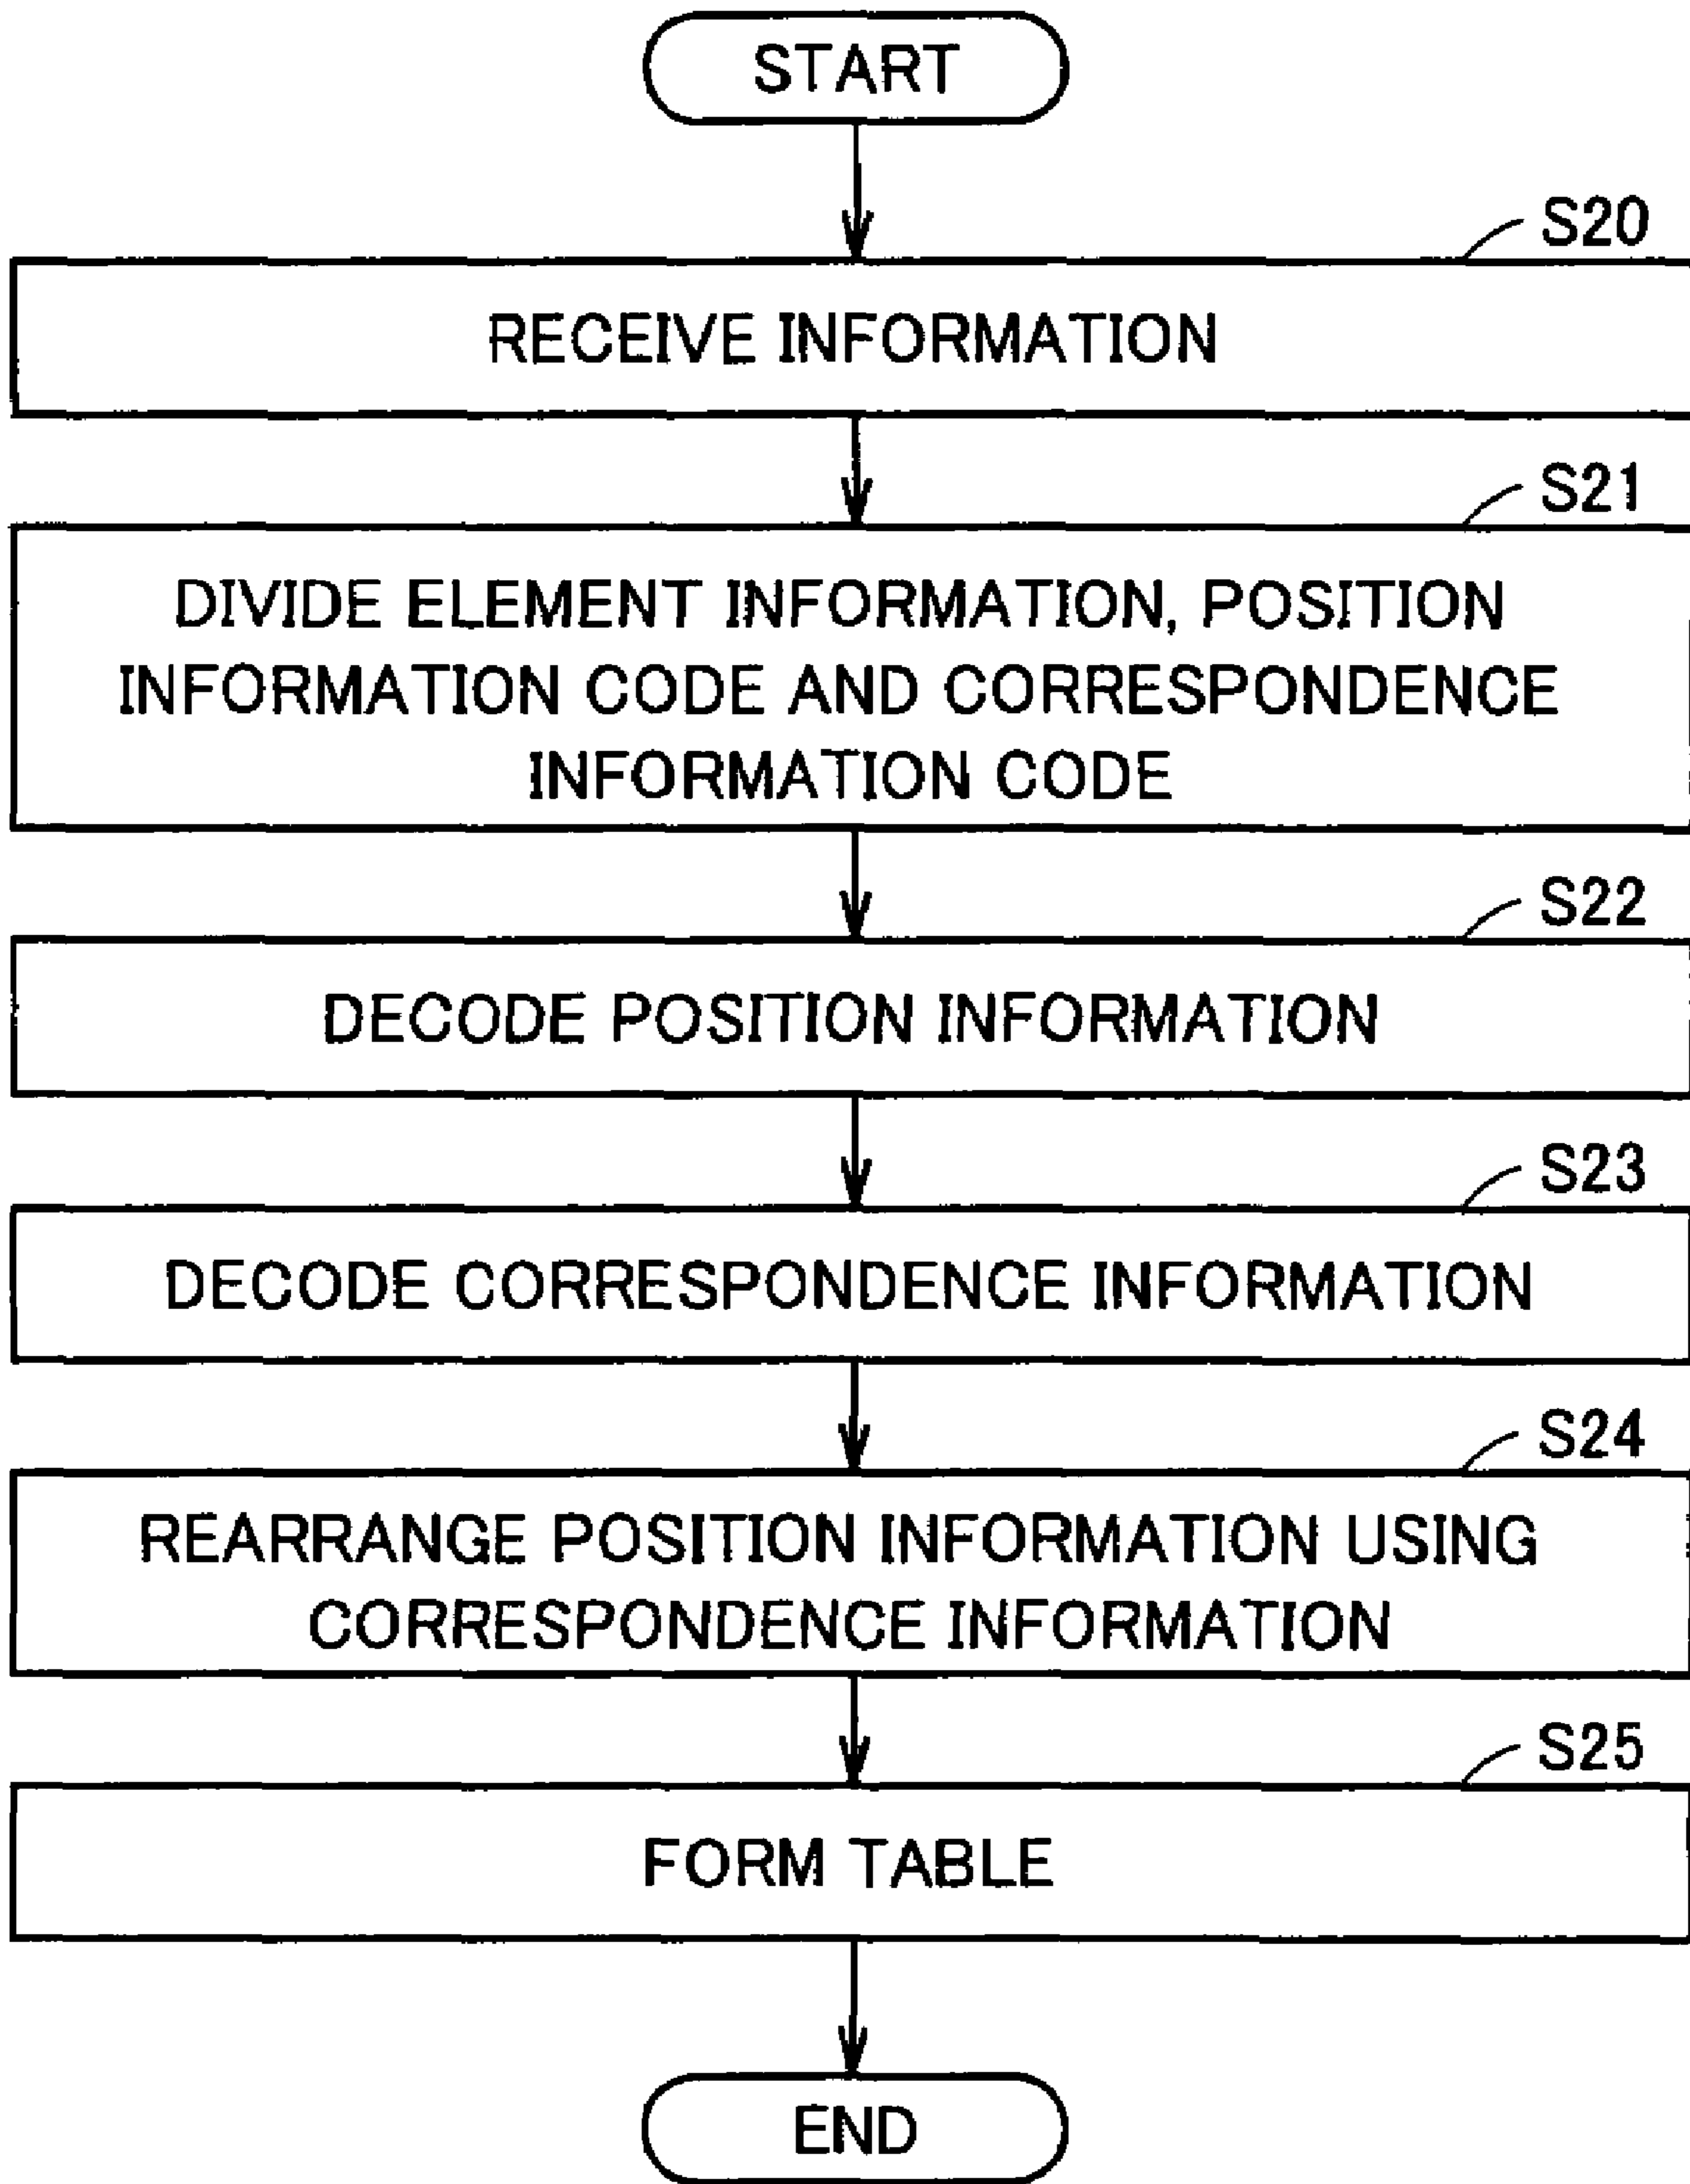 START
S20
RECEIVE INFORMATION
S21
DIVIDE ELEMENT INFORMATION, POSITION
INFORMATION CODE AND CORRESPONDENCE
INFORMATION CODE
S22
DECODE POSITION INFORMATION
S23
DECODE CORRESPONDENCE INFORMATION
S24
REARRANGE POSITION INFORMATION USING
CORRESPONDENCE INFORMATION
S25
FORM TABLE
END